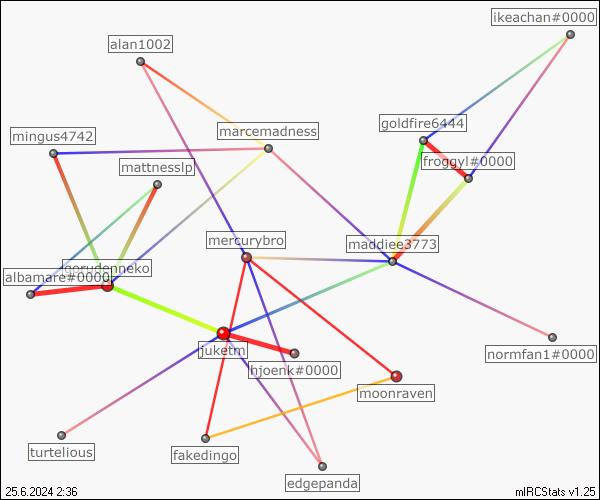 ikeachan#0000
alan1002
goldfire6444
marcemadness
mingus4742
froggyl#0000
mattnesslp
mercurybro
maddiee3773
gorudenneko
albamare#0000
juketm
normfan1#0000
hjoenk#0000
moonraven
turtelious
fakedingo
edgepanda
25.6.2024 2:36
mIRCStats v1.25